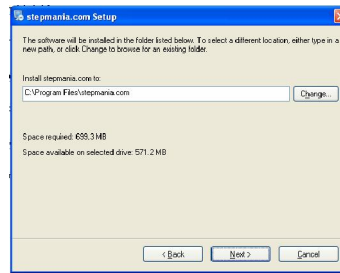 stepmania.com Setup
The software will be installed in the folder listed below. To select a different location, either type in a
new path, or click Change to browse for an existing folder.
Install stepmania.com to:
C:\Program Files\stepmania.com
Change...
Space required: 699.3 MB
Space available on selected drive: 571.2 MB
< Back
Next >
Cancel